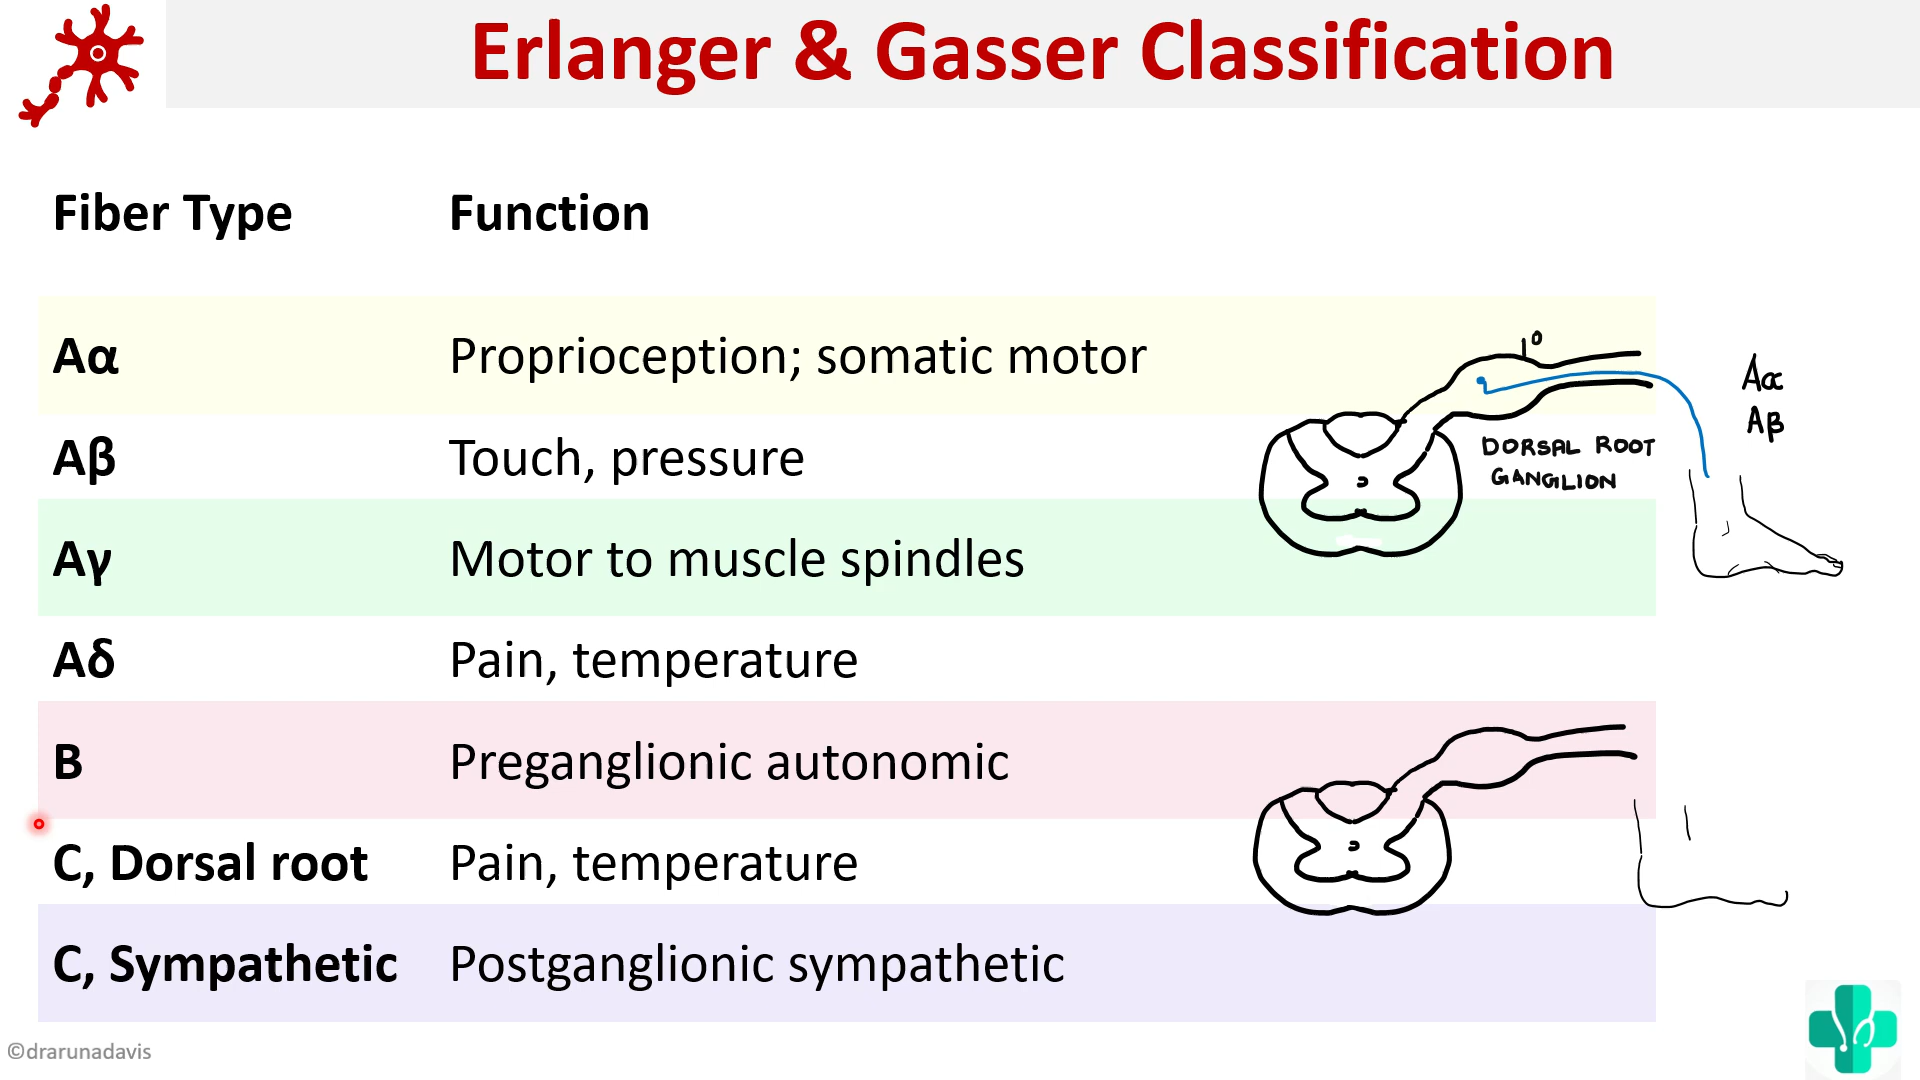 Erlanger & Gasser Classification
Fiber Type Function
Aα Proprioception; somatic motor
Aβ Touch, pressure
Aγ Motor to muscle spindles
Aδ Pain, temperature
B Preganglionic autonomic
C, Dorsal root Pain, temperature
C, Sympathetic Postganglionic sympathetic
1°
Aα
Aβ
DORSAL ROOT
GANGLION
©drarunadavis